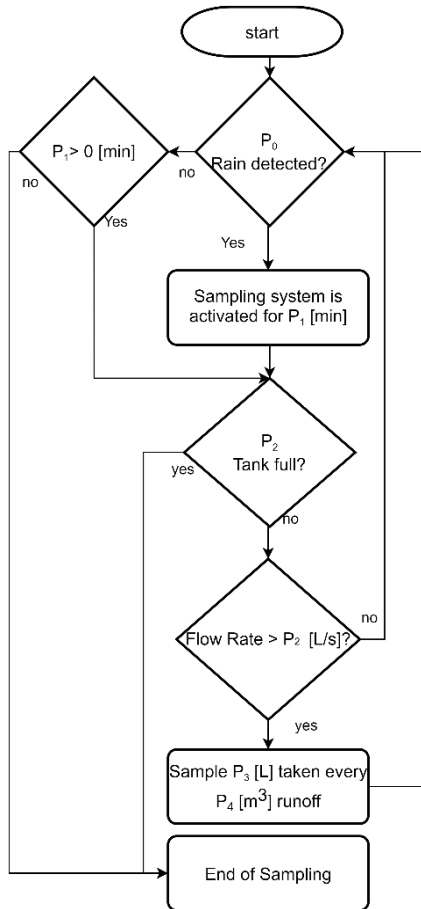 start
P₀
Rain detected?
P₁> 0 [min]
no
no
Yes
Yes
Sampling system is
activated for P₁ [min]
P₂
Tank full?
yes
no
Flow Rate > P₂ [L/s]?
no
yes
Sample P₃ [L] taken every
P₄ [m³] runoff
End of Sampling